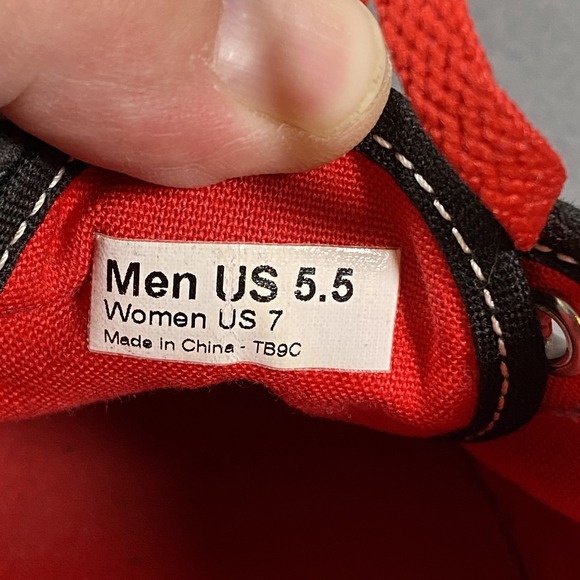 Men US 5.5
Women US 7
Made in China - TB9C